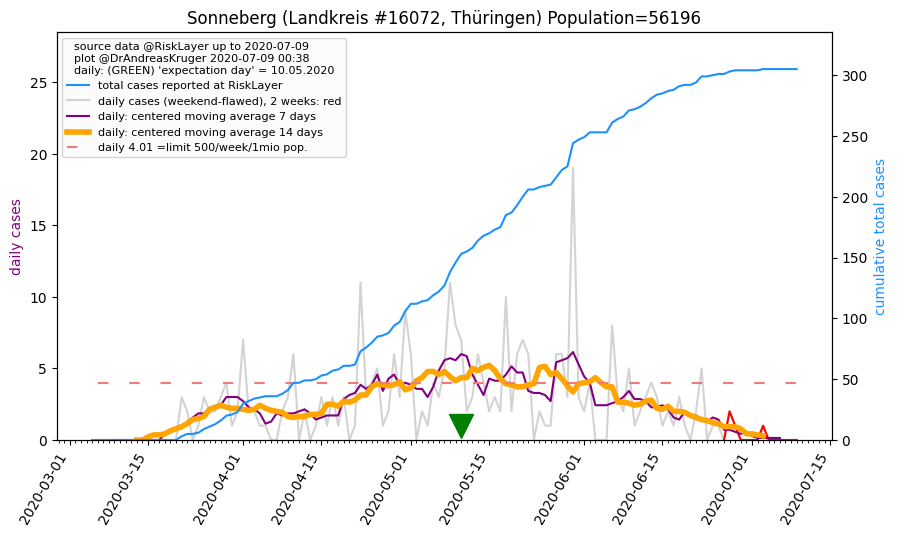 Sonneberg (Landkreis #16072, Thüringen) Population=56196
source data @RiskLayer up to 2020-07-09
plot @DrAndreasKruger 2020-07-09 00:38
daily: (GREEN) 'expectation day' = 10.05.2020
total cases reported at RiskLayer
daily cases (weekend-flawed), 2 weeks: red
daily: centered moving average 7 days
daily: centered moving average 14 days
daily 4.01 =limit 500/week/1mio pop.
daily cases
25
20
15
10
5
0
cumulative total cases
300
250
200
150
100
50
0
2020-03-01
2020-03-15
2020-04-01
2020-04-15
2020-05-01
2020-05-15
2020-06-01
2020-06-15
2020-07-01
2020-07-15